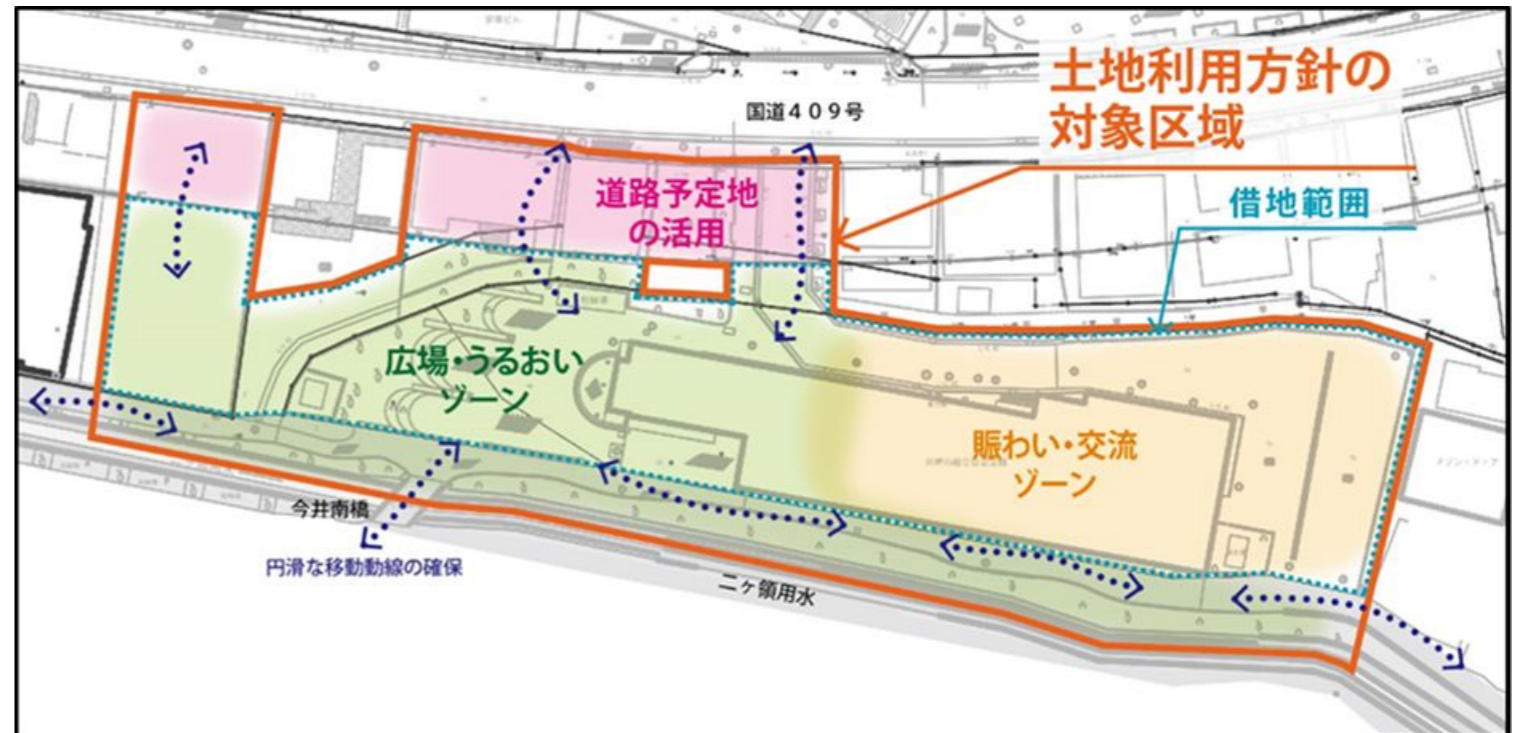 国道409号
土地利用方針の
対象区域
借地範囲
道路予定地
の活用
広場・うるおい
ゾーン
賑わい・交流
ゾーン
今井南橋
円滑な移動動線の確保
二ヶ領用水